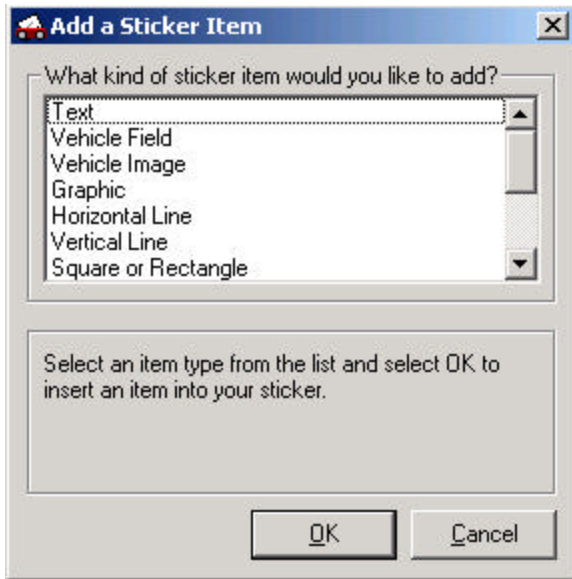 Add a Sticker Item
What kind of sticker item would you like to add?
Text
Vehicle Field
Vehicle Image
Graphic
Horizontal Line
Vertical Line
Square or Rectangle
Select an item type from the list and select OK to
insert an item into your sticker.
OK
Cancel